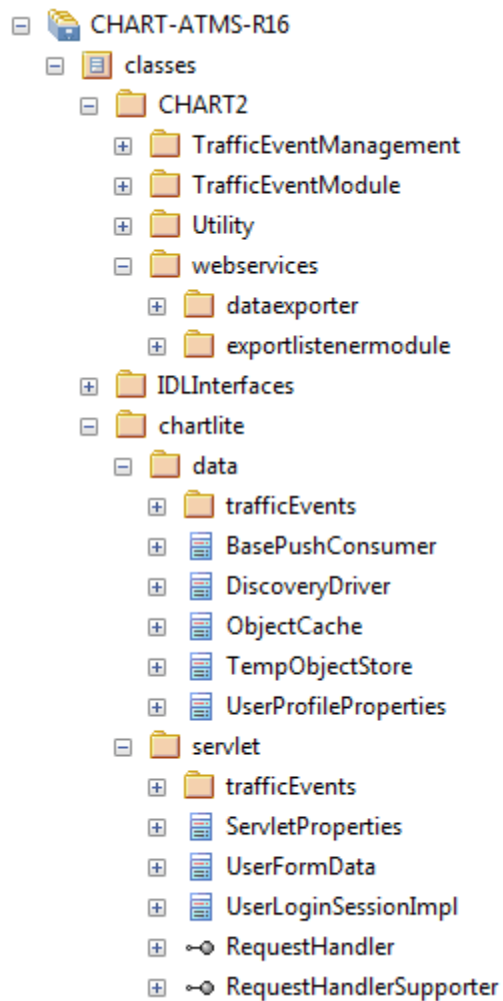 CHART-ATMS-R16
classes
CHART2
TrafficEventManagement
TrafficEventModule
Utility
webservices
dataexporter
exportlistenermodule
IDLInterfaces
chartlite
data
trafficEvents
BasePushConsumer
DiscoveryDriver
ObjectCache
TempObjectStore
UserProfileProperties
servlet
trafficEvents
ServletProperties
UserFormData
UserLoginSessionImpl
RequestHandler
RequestHandlerSupporter